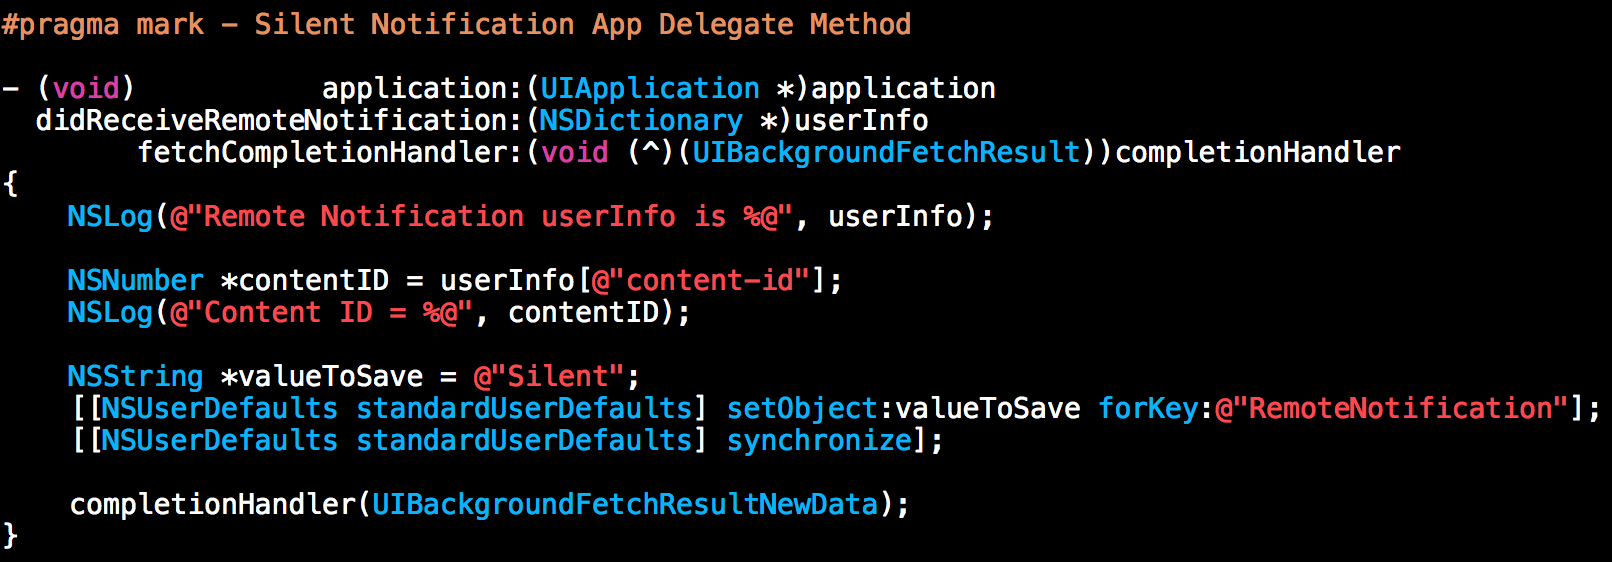 #pragma mark - Silent Notification App Delegate Method
- (void)           application:(UIApplication *)application
  didReceiveRemoteNotification:(NSDictionary *)userInfo
        fetchCompletionHandler:(void (^)(UIBackgroundFetchResult))completionHandler
{
    NSLog(@"Remote Notification userInfo is %@", userInfo);
    NSNumber *contentID = userInfo[@"content-id"];
    NSLog(@"Content ID = %@", contentID);
    NSString *valueToSave = @"Silent";
    [[NSUserDefaults standardUserDefaults] setObject:valueToSave forKey:@"RemoteNotification"];
    [[NSUserDefaults standardUserDefaults] synchronize];
    completionHandler(UIBackgroundFetchResultNewData);
}